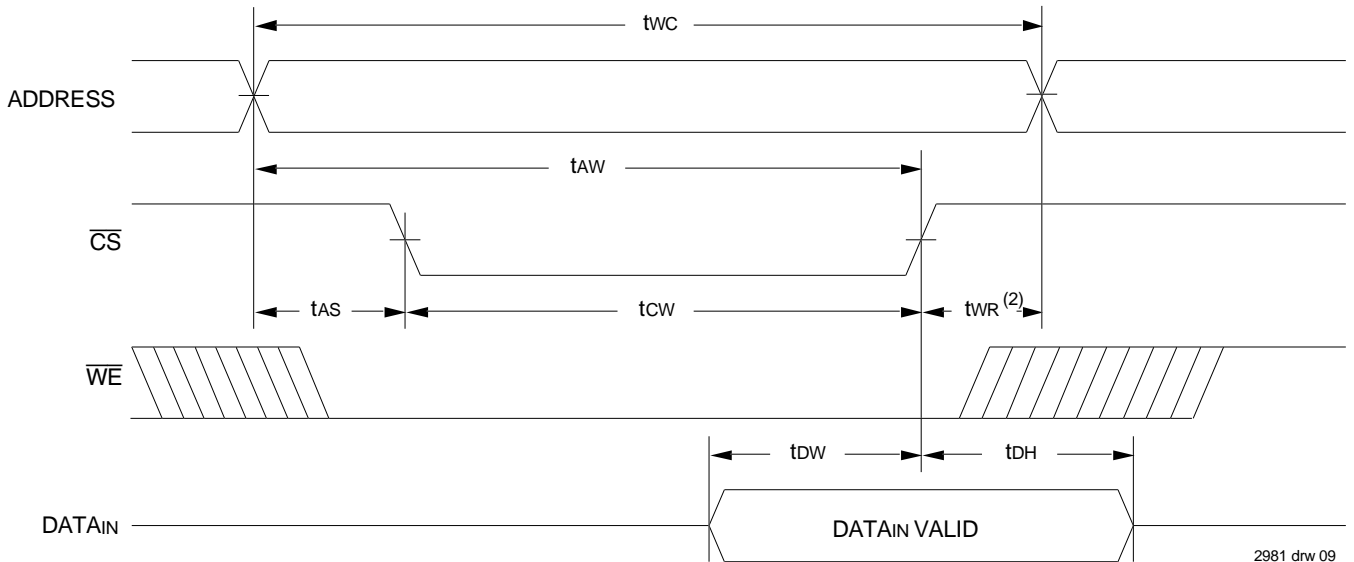 tWC
ADDRESS
tAW
CS
tAS
tCW
tWR (2)
WE
tDW
tDH
DATAIN
DATAIN VALID
2981 drw 09